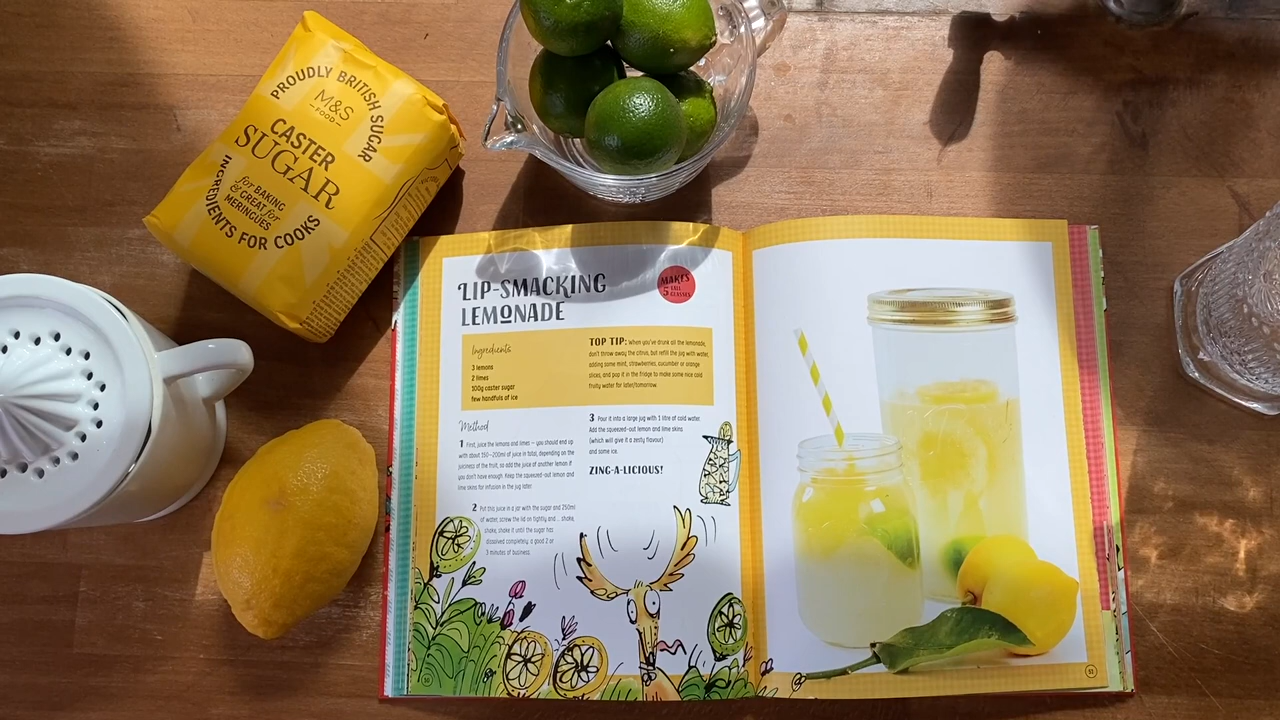 PROUDLY BRITISH SUGAR
M&S
FOOD
CASTER
SUGAR
for BAKING
& GREAT for
MERINGUES
INGREDIENTS FOR COOKS
LIP-SMACKING
LEMONADE
MAKES
5 TALL
GLASSES
Ingredients
3 lemons
2 limes
100g caster sugar
few handfuls of ice
TOP TIP: When you've drunk all the lemonade,
don't throw away the citrus, but refill the jug with water,
adding some mint, strawberries, cucumber or orange
slices, and pop it in the fridge to make some nice cold
fruity water for later/tomorrow.
Method
1 First, juice the lemons and limes – you should end up
with about 150–200ml of juice in total, depending on the
juiciness of the fruit, so add the juice of another lemon if
you don't have enough. Keep the squeezed-out lemon and
lime skins for infusion in the jug later!
2 Put this juice in a jar with the sugar and 250ml
of water, screw the lid on tightly and ... shake,
shake, shake it until the sugar has
dissolved completely: a good 2 or
3 minutes of business.
3 Pour it into a large jug with 1 litre of cold water.
Add the squeezed-out lemon and lime skins
(which will give it a zesty flavour)
and some ice.
ZING-A-LICIOUS!